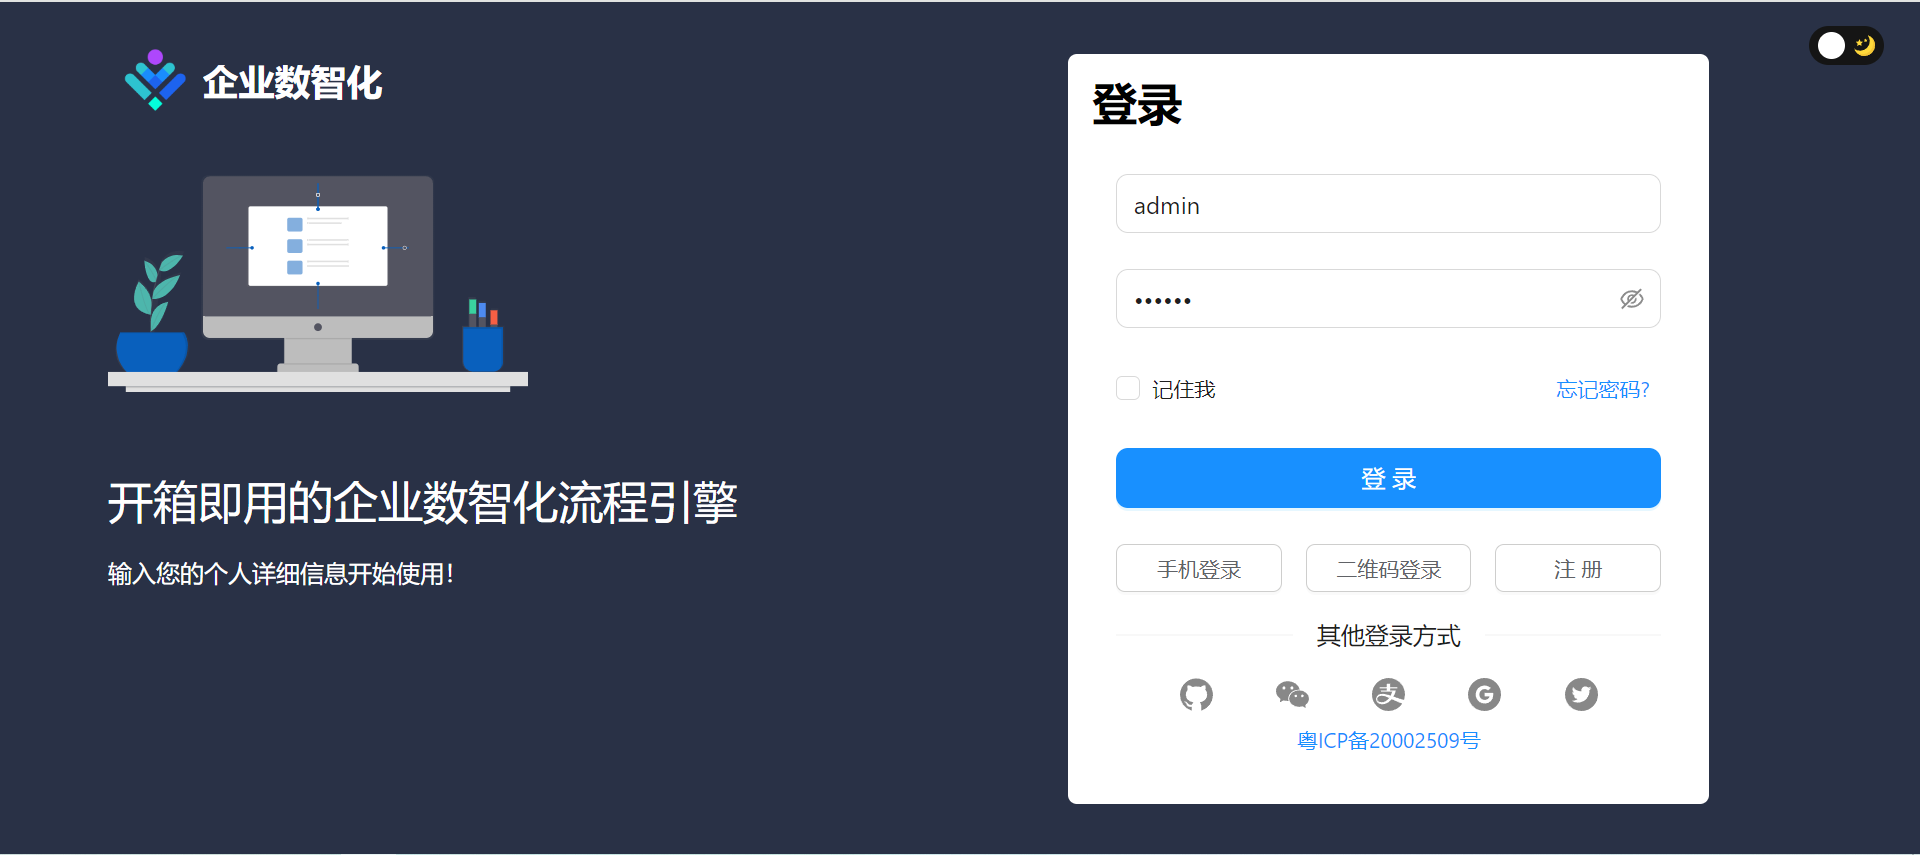 企业数智化
开箱即用的企业数智化流程引擎
输入您的个人详细信息开始使用！
登录
admin
••••••
记住我
忘记密码?
登 录
手机登录
二维码登录
注 册
其他登录方式
粤ICP备20002509号